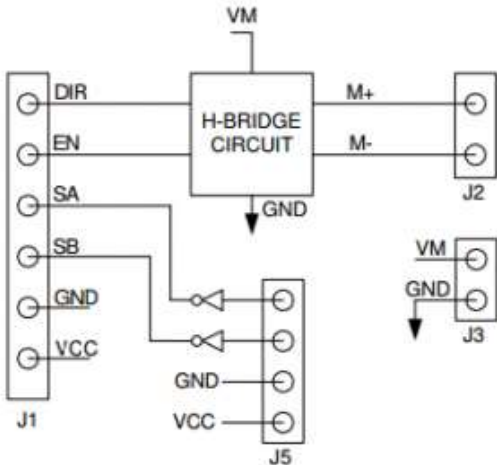 VM
DIR
EN
SA
SB
GND
VCC
J1
H-BRIDGE
CIRCUIT
GND
M+
M-
J2
VM
GND
J3
GND
VCC
J5